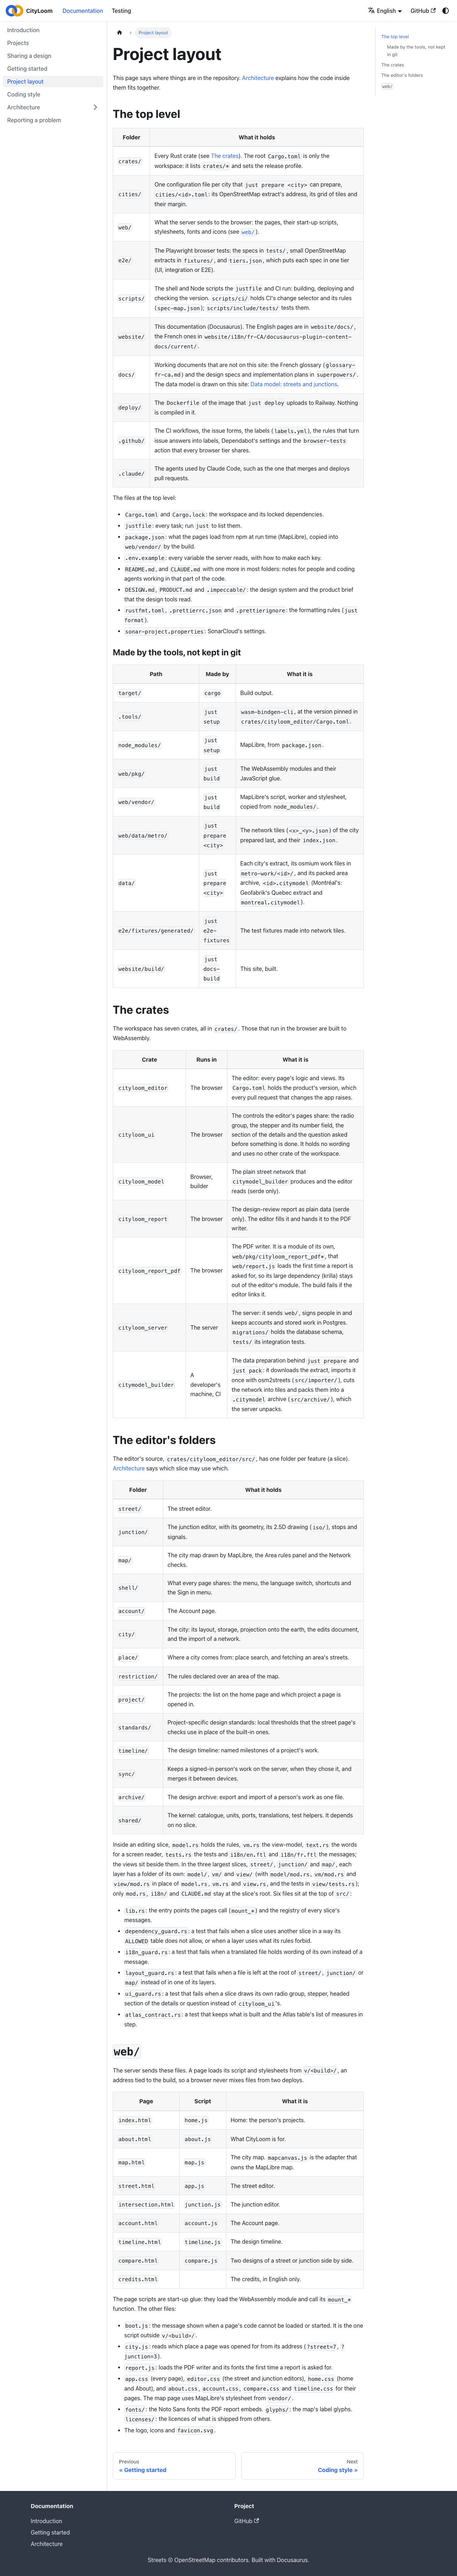 CityLoom
Documentation
Testing
English
GitHub
Introduction
Projects
Sharing a design
Getting started
Project layout
Coding style
Architecture
Reporting a problem
Project layout
Project layout
This page says where things are in the repository. Architecture explains how the code inside
them fits together.
The top level
Folder What it holds
crates/ Every Rust crate (see The crates). The root Cargo.toml is only the
workspace: it lists crates/* and sets the release profile.
cities/ One configuration file per city that just prepare <city> can prepare,
cities/<id>.toml: its OpenStreetMap extract's address, its grid of tiles and
their margin.
web/ What the server sends to the browser: the pages, their start-up scripts,
stylesheets, fonts and icons (see web/).
e2e/ The Playwright browser tests: the specs in tests/, small OpenStreetMap
extracts in fixtures/, and tiers.json, which puts each spec in one tier
(UI, integration or E2E).
scripts/ The shell and Node scripts the justfile and CI run: building, deploying and
checking the version. scripts/ci/ holds CI's change selector and its rules
(spec-map.json); scripts/include/tests/ tests them.
website/ This documentation (Docusaurus). The English pages are in website/docs/,
the French ones in website/i18n/fr-CA/docusaurus-plugin-content-
docs/current/.
docs/ Working documents that are not on this site: the French glossary (glossary-
fr-ca.md) and the design specs and implementation plans in superpowers/.
The data model is drawn on this site: Data model: streets and junctions.
deploy/ The Dockerfile of the image that just deploy uploads to Railway. Nothing
is compiled in it.
.github/ The CI workflows, the issue forms, the labels (labels.yml), the rules that turn
issue answers into labels, Dependabot's settings and the browser-tests
action that every browser tier shares.
.claude/ The agents used by Claude Code, such as the one that merges and deploys
pull requests.
The files at the top level:
Cargo.toml and Cargo.lock: the workspace and its locked dependencies.
justfile: every task; run just to list them.
package.json: what the pages load from npm at run time (MapLibre), copied into
web/vendor/ by the build.
.env.example: every variable the server reads, with how to make each key.
README.md, and CLAUDE.md with one more in most folders: notes for people and coding
agents working in that part of the code.
DESIGN.md, PRODUCT.md and .impeccable/: the design system and the product brief
that the design tools read.
rustfmt.toml, .prettierrc.json and .prettierignore: the formatting rules (just
format).
sonar-project.properties: SonarCloud's settings.
Made by the tools, not kept in git
Path Made by What it is
target/ cargo Build output.
.tools/ just
setup wasm-bindgen-cli, at the version pinned in
crates/cityloom_editor/Cargo.toml.
node_modules/ just
setup MapLibre, from package.json.
web/pkg/ just
build The WebAssembly modules and their
JavaScript glue.
web/vendor/ just
build MapLibre's script, worker and stylesheet,
copied from node_modules/.
web/data/metro/ just
prepare
<city> The network tiles (<x>_<y>.json) of the city
prepared last, and their index.json.
data/ just
prepare
<city> Each city's extract, its osmium work files in
metro-work/<id>/, and its packed area
archive, <id>.citymodel (Montréal's:
Geofabrik's Quebec extract and
montreal.citymodel).
e2e/fixtures/generated/ just
e2e-
fixtures The test fixtures made into network tiles.
website/build/ just
docs-
build This site, built.
The crates
The workspace has seven crates, all in crates/. Those that run in the browser are built to
WebAssembly.
Crate Runs in What it is
cityloom_editor The browser The editor: every page's logic and views. Its
Cargo.toml holds the product's version, which
every pull request that changes the app raises.
cityloom_ui The browser The controls the editor's pages share: the radio
group, the stepper and its number field, the
section of the details and the question asked
before something is done. It holds no wording
and uses no other crate of the workspace.
cityloom_model Browser,
builder The plain street network that
citymodel_builder produces and the editor
reads (serde only).
cityloom_report The browser The design-review report as plain data (serde
only). The editor fills it and hands it to the PDF
writer.
cityloom_report_pdf The browser The PDF writer. It is a module of its own,
web/pkg/cityloom_report_pdf*, that
web/report.js loads the first time a report is
asked for, so its large dependency (krilla) stays
out of the editor's module. The build fails if the
editor links it.
cityloom_server The server The server: it sends web/, signs people in and
keeps accounts and stored work in Postgres.
migrations/ holds the database schema,
tests/ its integration tests.
citymodel_builder A
developer's
machine, CI The data preparation behind just prepare and
just pack: it downloads the extract, imports it
once with osm2streets (src/importer/), cuts
the network into tiles and packs them into a
.citymodel archive (src/archive/), which
the server unpacks.
The editor's folders
The editor's source, crates/cityloom_editor/src/, has one folder per feature (a slice).
Architecture says which slice may use which.
Folder What it holds
street/ The street editor.
junction/ The junction editor, with its geometry, its 2.5D drawing (iso/), stops and
signals.
map/ The city map drawn by MapLibre, the Area rules panel and the Network
checks.
shell/ What every page shares: the menu, the language switch, shortcuts and
the Sign in menu.
account/ The Account page.
city/ The city: its layout, storage, projection onto the earth, the edits document,
and the import of a network.
place/ Where a city comes from: place search, and fetching an area's streets.
restriction/ The rules declared over an area of the map.
project/ The projects: the list on the home page and which project a page is
opened in.
standards/ Project-specific design standards: local thresholds that the street page's
checks use in place of the built-in ones.
timeline/ The design timeline: named milestones of a project's work.
sync/ Keeps a signed-in person's work on the server, when they chose it, and
merges it between devices.
archive/ The design archive: export and import of a person's work as one file.
shared/ The kernel: catalogue, units, ports, translations, test helpers. It depends
on no slice.
Inside an editing slice, model.rs holds the rules, vm.rs the view-model, text.rs the words
for a screen reader, tests.rs the tests and i18n/en.ftl and i18n/fr.ftl the messages;
the views sit beside them. In the three largest slices, street/, junction/ and map/, each
layer has a folder of its own: model/, vm/ and view/ (with model/mod.rs, vm/mod.rs and
view/mod.rs in place of model.rs, vm.rs and view.rs, and the tests in view/tests.rs);
only mod.rs, i18n/ and CLAUDE.md stay at the slice's root. Six files sit at the top of src/:
lib.rs: the entry points the pages call (mount_*) and the registry of every slice's
messages.
dependency_guard.rs: a test that fails when a slice uses another slice in a way its
ALLOWED table does not allow, or when a layer uses what its rules forbid.
i18n_guard.rs: a test that fails when a translated file holds wording of its own instead of a
message.
layout_guard.rs: a test that fails when a file is left at the root of street/, junction/ or
map/ instead of in one of its layers.
ui_guard.rs: a test that fails when a slice draws its own radio group, stepper, headed
section of the details or question instead of cityloom_ui's.
atlas_contract.rs: a test that keeps what is built and the Atlas table's list of measures in
step.
web/
The server sends these files. A page loads its script and stylesheets from v/<build>/, an
address tied to the build, so a browser never mixes files from two deploys.
Page Script What it is
index.html home.js Home: the person's projects.
about.html about.js What CityLoom is for.
map.html map.js The city map. mapcanvas.js is the adapter that
owns the MapLibre map.
street.html app.js The street editor.
intersection.html junction.js The junction editor.
account.html account.js The Account page.
timeline.html timeline.js The design timeline.
compare.html compare.js Two designs of a street or junction side by side.
credits.html The credits, in English only.
The page scripts are start-up glue: they load the WebAssembly module and call its mount_*
function. The other files:
boot.js: the message shown when a page's code cannot be loaded or started. It is the one
script outside v/<build>/.
city.js: reads which place a page was opened for from its address (?street=7, ?
junction=3).
report.js: loads the PDF writer and its fonts the first time a report is asked for.
app.css (every page), editor.css (the street and junction editors), home.css (home
and About), and about.css, account.css, compare.css and timeline.css for their
pages. The map page uses MapLibre's stylesheet from vendor/.
fonts/: the Noto Sans fonts the PDF report embeds. glyphs/: the map's label glyphs.
licenses/: the licences of what is shipped from others.
The logo, icons and favicon.svg.
Previous
« Getting started
Next
Coding style »
The top level
Made by the tools, not kept
in git
The crates
The editor's folders
web/
Documentation
Introduction
Getting started
Architecture
Project
GitHub
Streets © OpenStreetMap contributors. Built with Docusaurus.